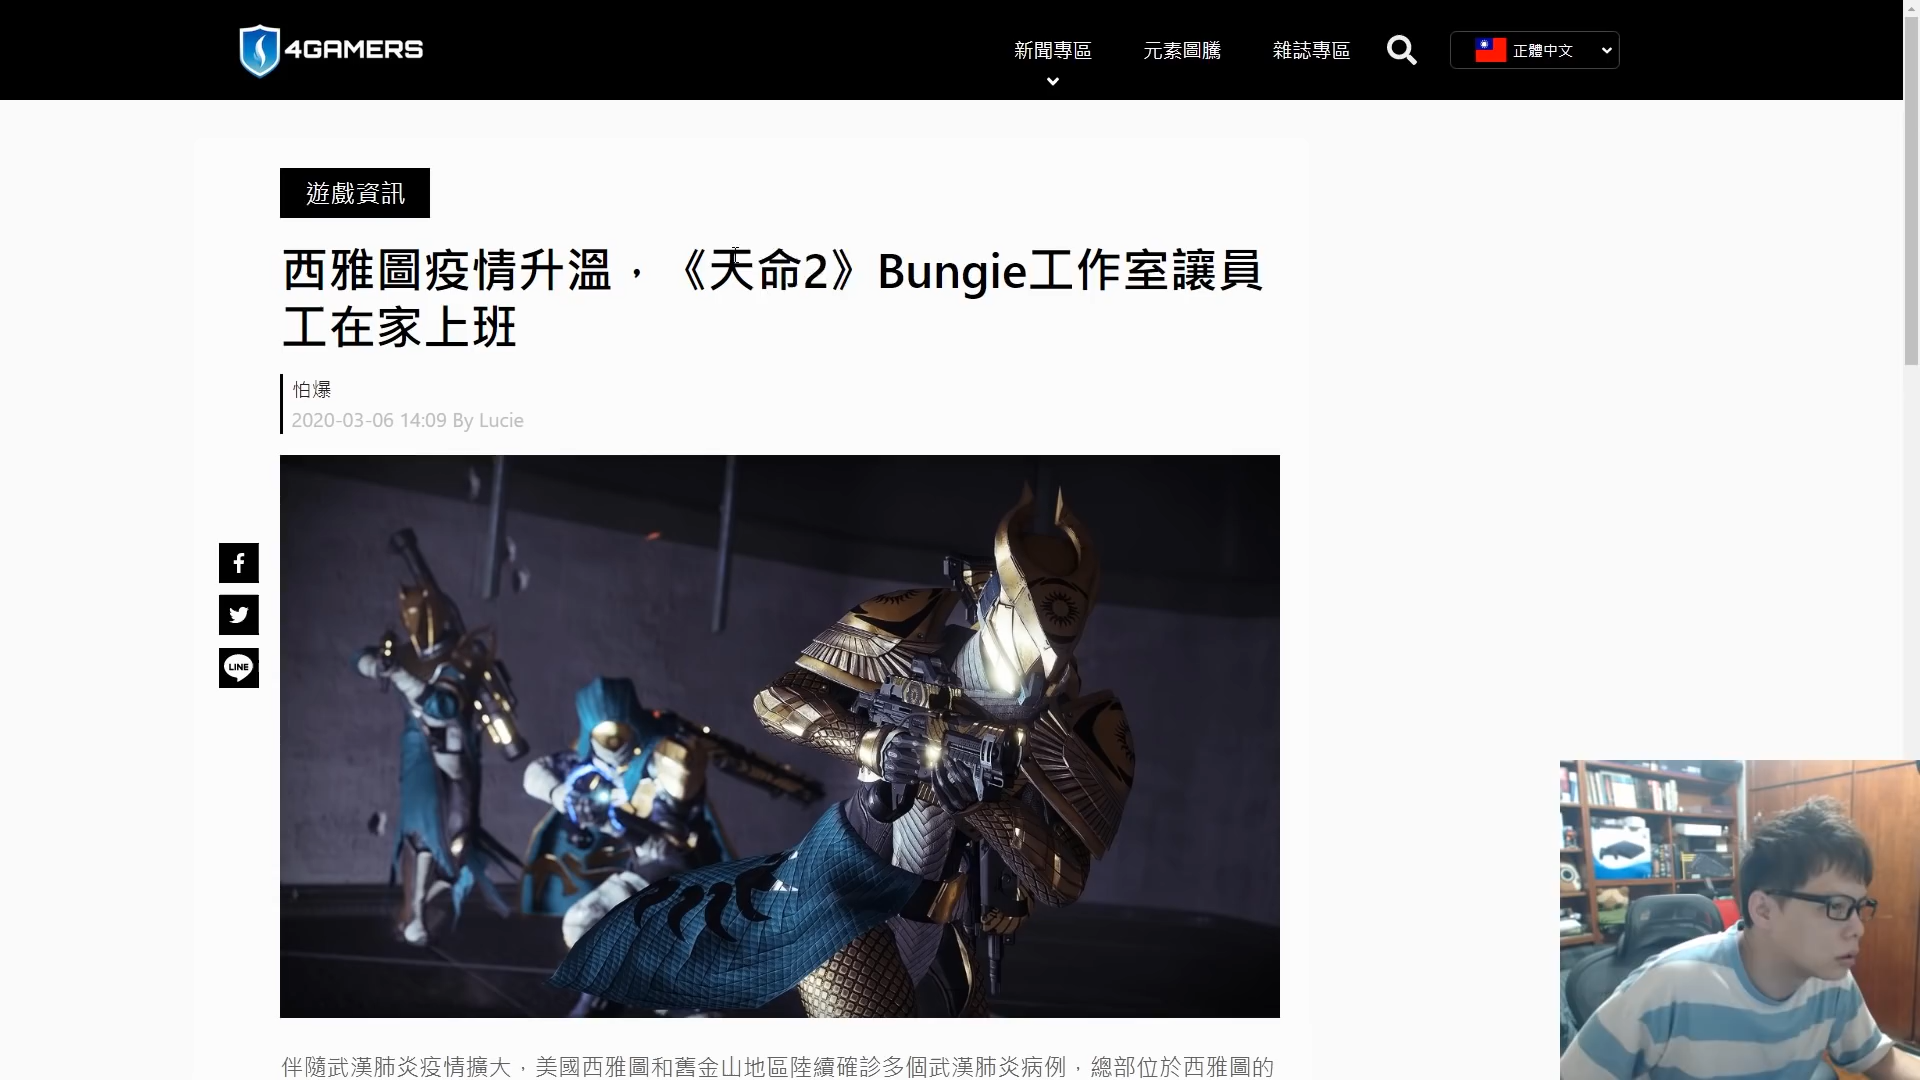 4GAMERS
新聞專區
元素圖騰
雜誌專區
正體中文
遊戲資訊
西雅圖疫情升溫，《天命2》Bungie工作室讓員
工在家上班
怕爆
2020-03-06 14:09 By Lucie
LINE
伴隨武漢肺炎疫情擴大，美國西雅圖和舊金山地區陸續確診多個武漢肺炎病例，總部位於西雅圖的